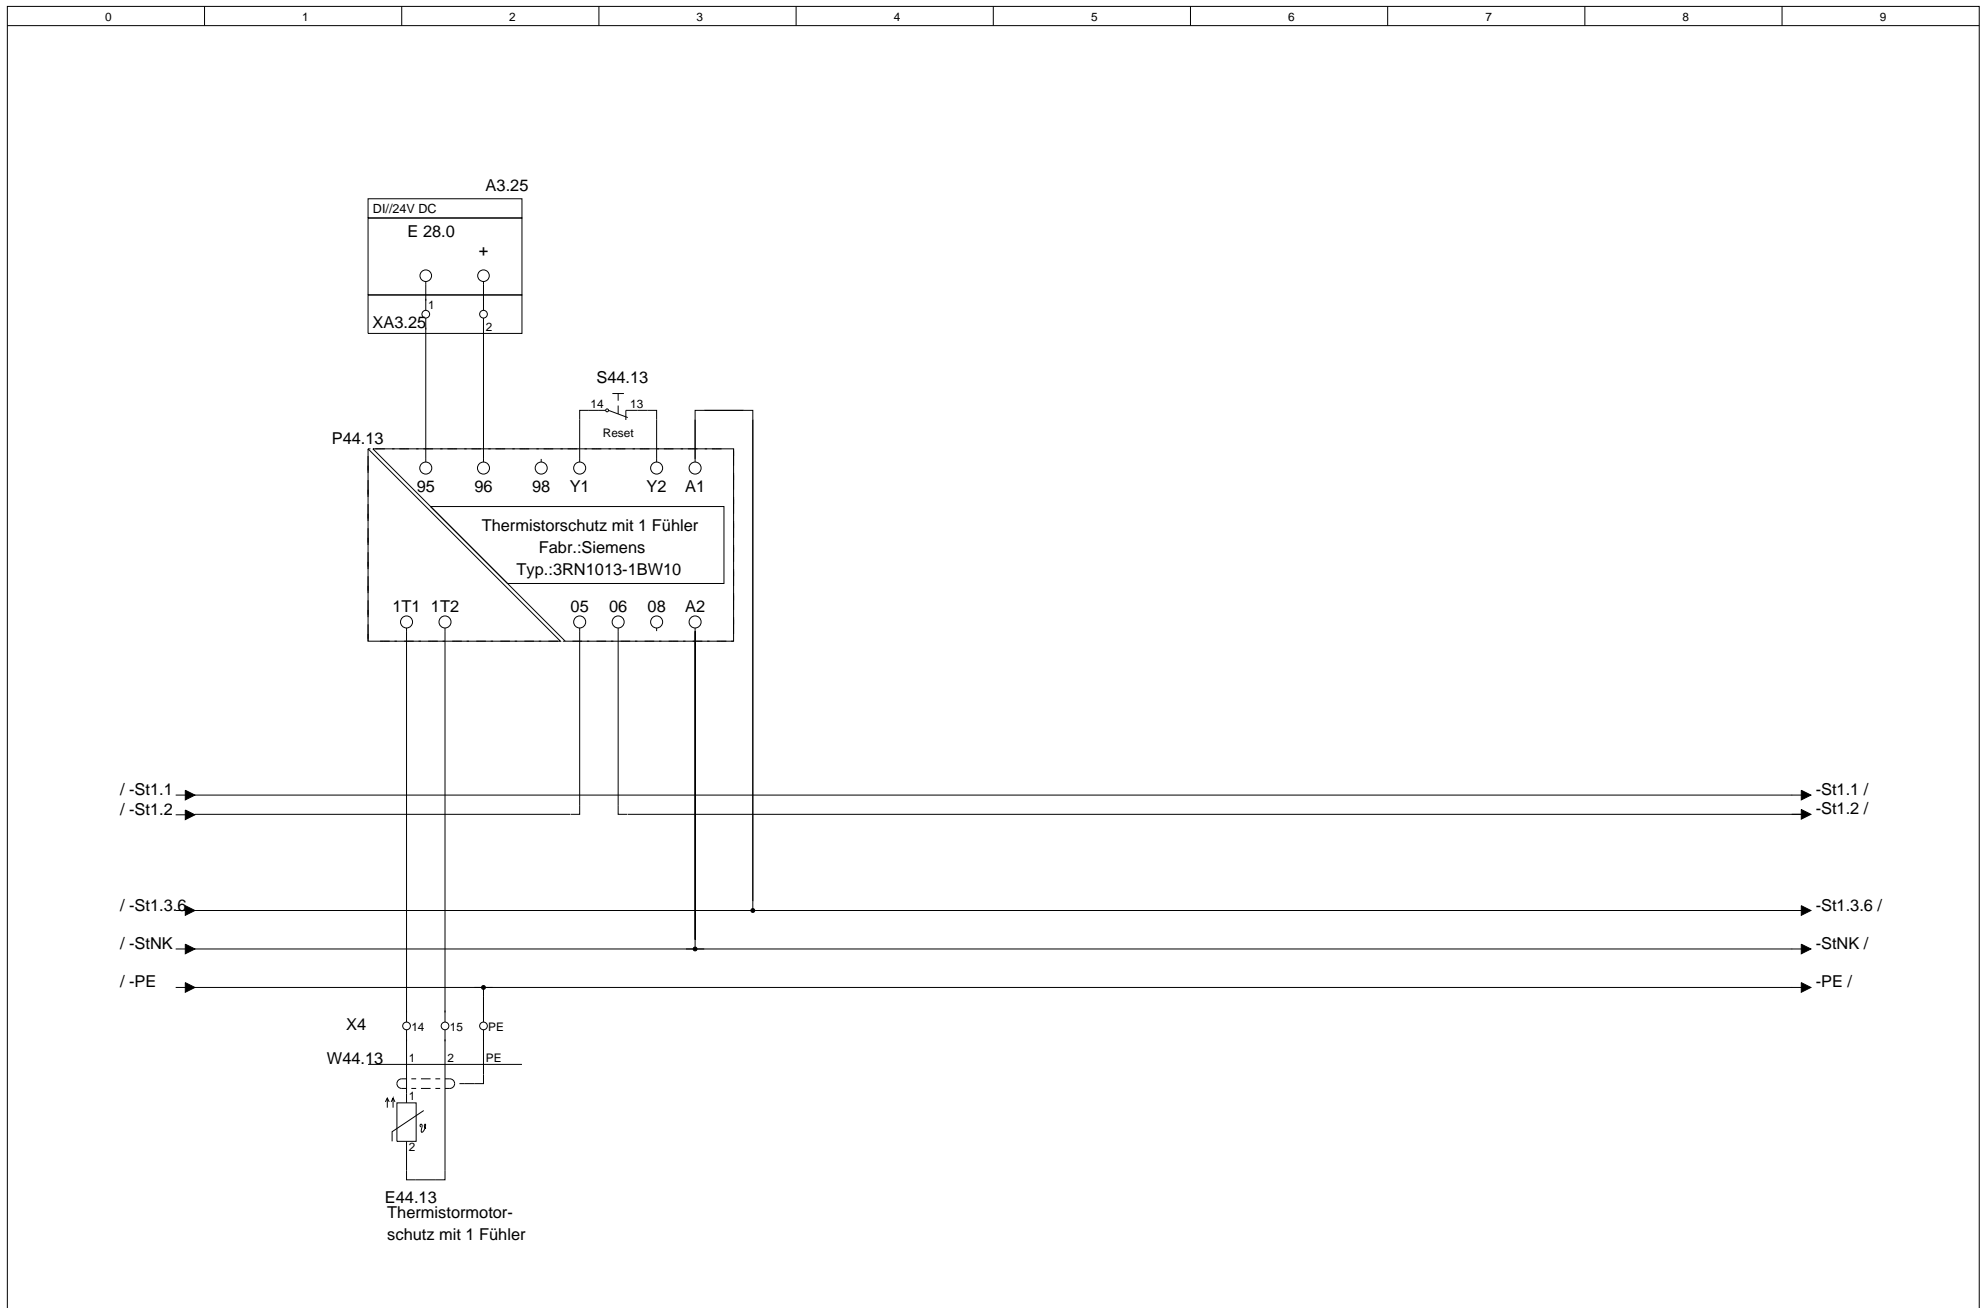 0 1 2 3 4 5 6 7 8 9
A3.25
DI//24V DC
E 28.0
+
1
XA3.25
2
S44.13
14 13
Reset
P44.13
95 96 98 Y1 Y2 A1
Thermistorschutz mit 1 Fühler
Fabr.:Siemens
Typ.:3RN1013-1BW10
1T1 1T2 05 06 08 A2
/ -St1.1 -St1.1 /
/ -St1.2 -St1.2 /
/ -St1.3.6 -St1.3.6 /
/ -StNK -StNK /
/ -PE -PE /
X4 14 15 PE
W44.13 1 2 PE
1
ϑ
2
E44.13
Thermistormotor-
schutz mit 1 Fühler